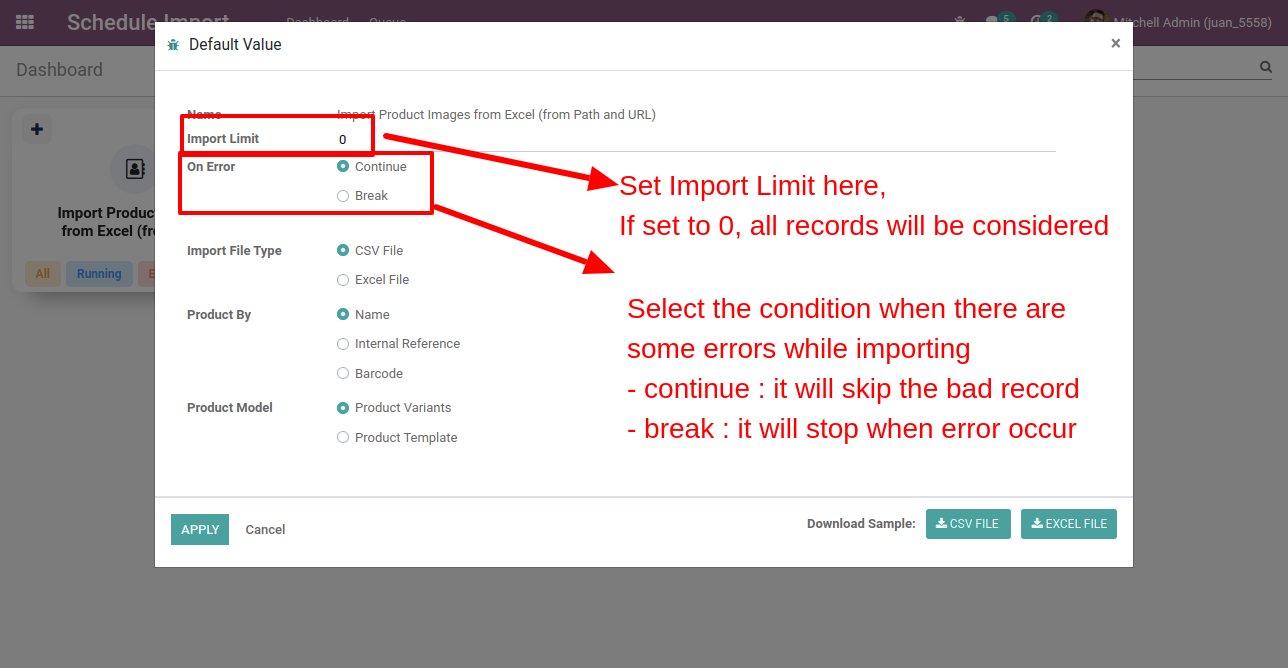 Schedule Import Dashboard Queue 5 2 Mitchell Admin (juan_5558)
Default Value ×
Dashboard
Name Import Product Images from Excel (from Path and URL)
Import Limit 0
On Error Continue
Break
Set Import Limit here,
If set to 0, all records will be considered
Import Produc
from Excel (fr
All Running E
Import File Type CSV File
Excel File
Product By Name
Internal Reference
Barcode
Product Model Product Variants
Product Template
Select the condition when there are
some errors while importing
- continue : it will skip the bad record
- break : it will stop when error occur
APPLY Cancel Download Sample: CSV FILE EXCEL FILE